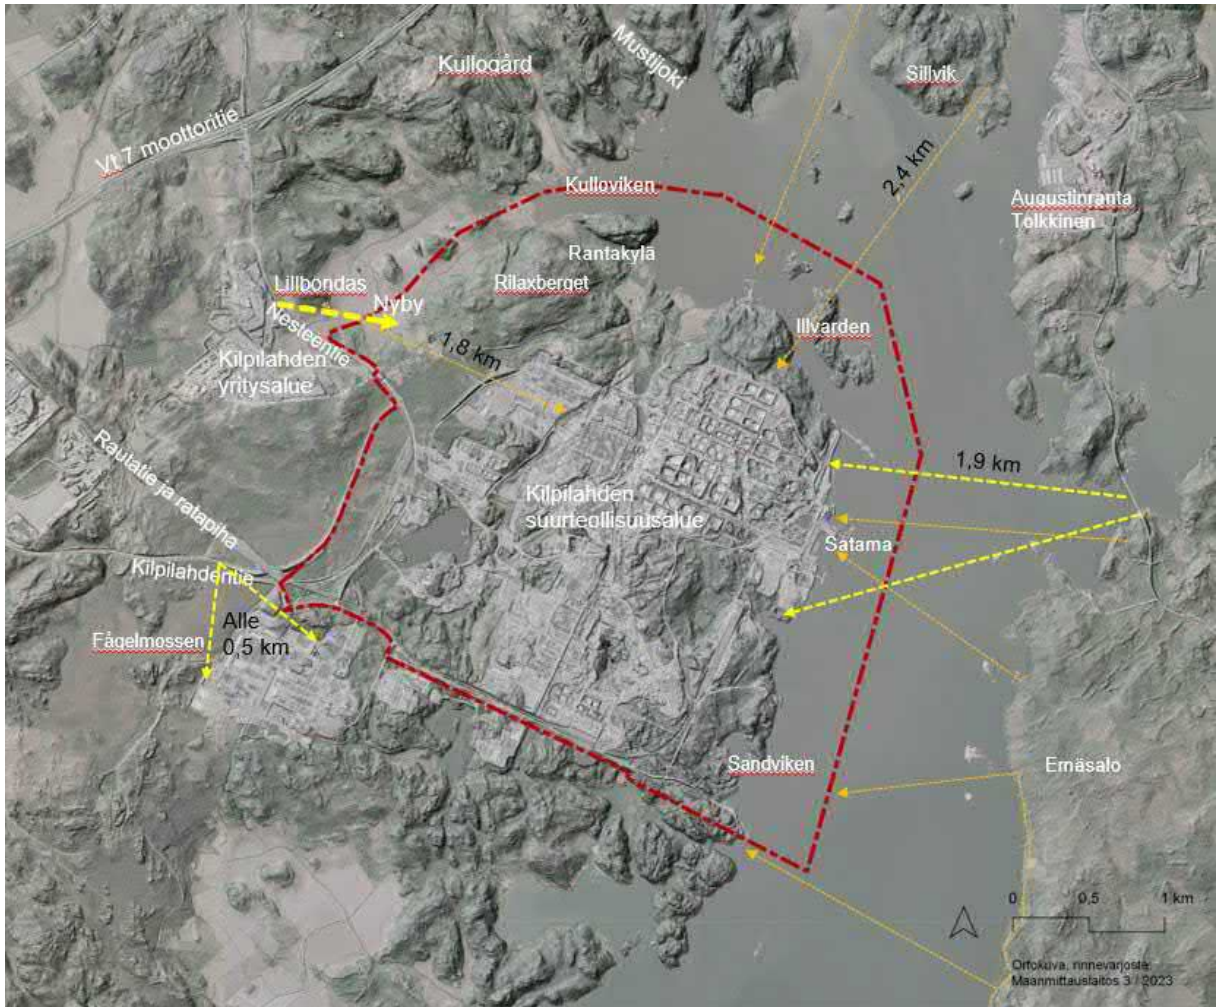 Kullogård
Mustijoki
Sillvik
Vt 7 moottoritie
2,4 km
Kulloviken
Augustinranta
Tolkkinen
Rantakylä
Lillböndas
Nyby
Rilaxberget
Nesteentie
Illvarden
Kilpilahden
yritysalue
1,8 km
Rautatie ja ratapiha
1,9 km
Kilpilahden
suurteollisuusalue
Satama
Kilpilahdentie
Fågelmossen
Alle
0,5 km
Sandviken
Emäsalo
0 0,5 1 km
Ortokuva, rinnevarjoste
Maanmittauslaitos 3 / 2023